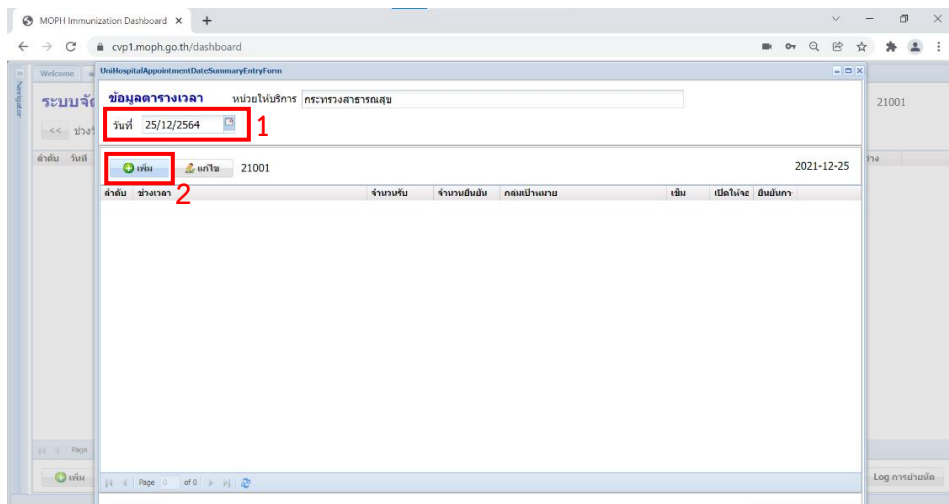 MOPH Immunization Dashboard
cvp1.moph.go.th/dashboard
Welcome
UniHospitalAppointmentDateSummaryEntryForm
Navigator
ระบบจัด
ข้อมูลตารางเวลา
หน่วยให้บริการ กระทรวงสาธารณสุข
21001
<<
วันที่ 25/12/2564
1
ลำดับ วันที่
เพิ่ม
แก้ไข
21001
2021-12-25
ลำดับ ช่วงเวลา จำนวนรับ จำนวนยืนยัน กลุ่มเป้าหมาย เข็ม เปิดให้จอ ยืนยันกา
2
Page
เพิ่ม
Page 0 of 0
Log การนำยนัด